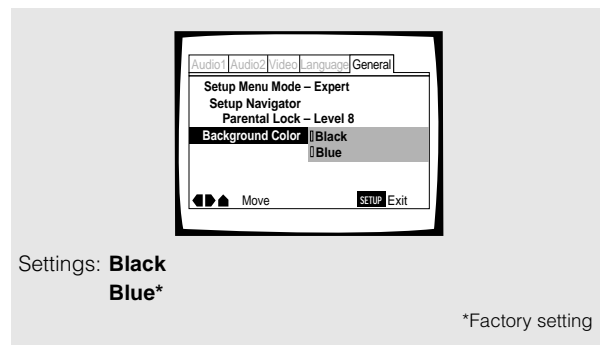 Audio1 Audio2 Video Language General
Setup Menu Mode – Expert
Setup Navigator
Parental Lock – Level 8
Background Color Black
Blue
Move SETUP Exit
Settings: Black
Blue*
*Factory setting